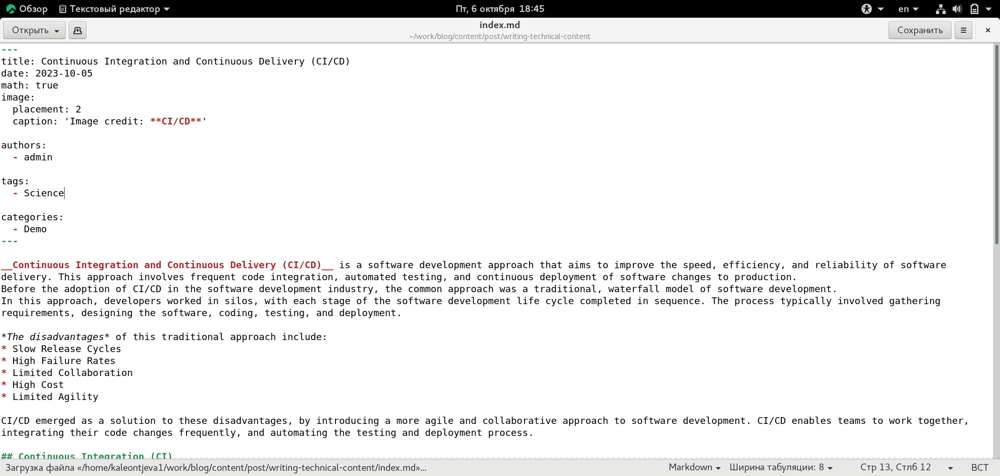 Обзор Текстовый редактор Пт, 6 октября 18:45 en
Открыть index.md Сохранить
~/work/blog/content/post/writing-technical-content
---
title: Continuous Integration and Continuous Delivery (CI/CD)
date: 2023-10-05
math: true
image:
  placement: 2
  caption: 'Image credit: **CI/CD**'

authors:
  - admin

tags:
  - Science

categories:
  - Demo
---

__Continuous Integration and Continuous Delivery (CI/CD)__ is a software development approach that aims to improve the speed, efficiency, and reliability of software
delivery. This approach involves frequent code integration, automated testing, and continuous deployment of software changes to production.
Before the adoption of CI/CD in the software development industry, the common approach was a traditional, waterfall model of software development.
In this approach, developers worked in silos, with each stage of the software development life cycle completed in sequence. The process typically involved gathering
requirements, designing the software, coding, testing, and deployment.

*The disadvantages* of this traditional approach include:
* Slow Release Cycles
* High Failure Rates
* Limited Collaboration
* High Cost
* Limited Agility

CI/CD emerged as a solution to these disadvantages, by introducing a more agile and collaborative approach to software development. CI/CD enables teams to work together,
integrating their code changes frequently, and automating the testing and deployment process.

## Continuous Integration (CI)
Загрузка файла «/home/kaleontjeva1/work/blog/content/post/writing-technical-content/index.md»... Markdown Ширина табуляции: 8 Стр 13, Стлб 12 ВСТ